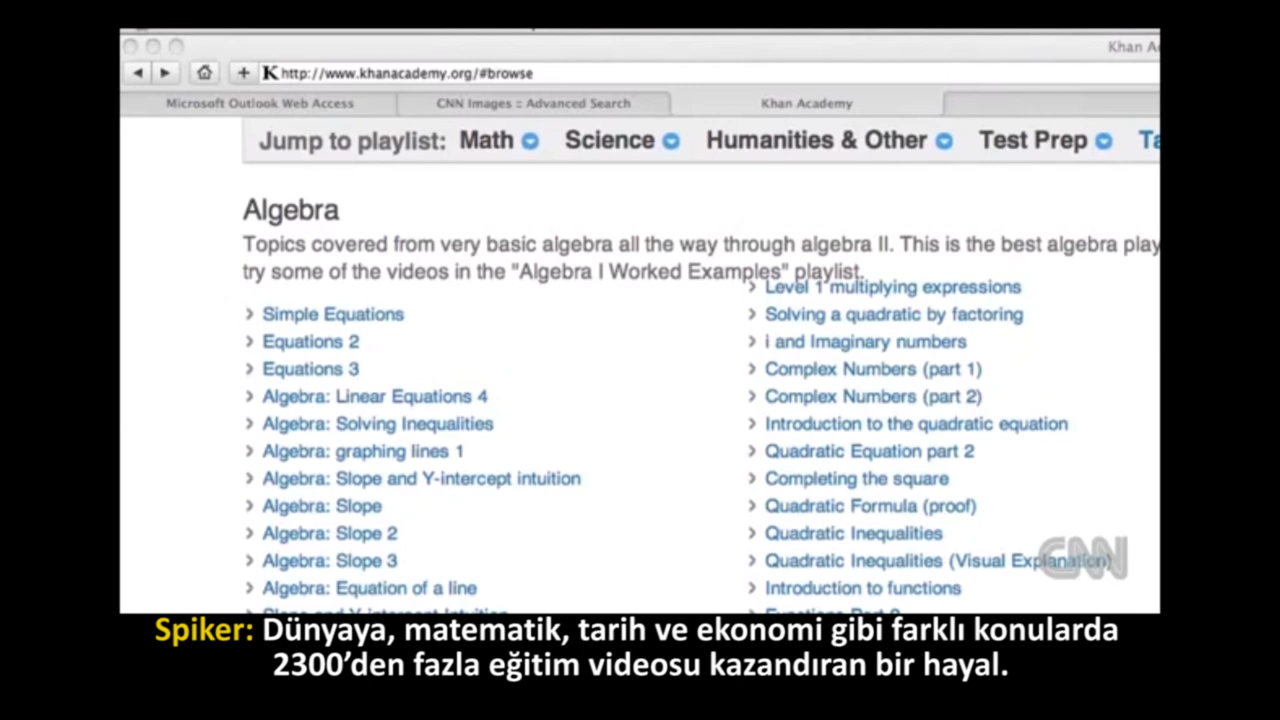 Khan
http://www.khanacademy.org/#browse
Microsoft Outlook Web Access
CNN Images :: Advanced Search
Khan Academy
Jump to playlist: Math Science Humanities & Other Test Prep
Algebra
Topics covered from very basic algebra all the way through algebra II. This is the best algebra play
try some of the videos in the "Algebra I Worked Examples" playlist.
Simple Equations
Equations 2
Equations 3
Algebra: Linear Equations 4
Algebra: Solving Inequalities
Algebra: graphing lines 1
Algebra: Slope and Y-intercept intuition
Algebra: Slope
Algebra: Slope 2
Algebra: Slope 3
Algebra: Equation of a line
Level 1 multiplying expressions
Solving a quadratic by factoring
i and Imaginary numbers
Complex Numbers (part 1)
Complex Numbers (part 2)
Introduction to the quadratic equation
Quadratic Equation part 2
Completing the square
Quadratic Formula (proof)
Quadratic Inequalities
Quadratic Inequalities (Visual Explanation)
Introduction to functions
CNN
Spiker: Dünyaya, matematik, tarih ve ekonomi gibi farklı konularda
2300’den fazla eğitim videosu kazandıran bir hayal.